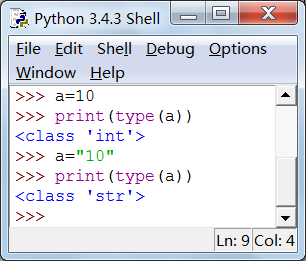 Python 3.4.3 Shell
File Edit Shell Debug Options
Window Help
>>> a=10
>>> print(type(a))
<class 'int'>
>>> a="10"
>>> print(type(a))
<class 'str'>
>>>
Ln: 9 Col: 4